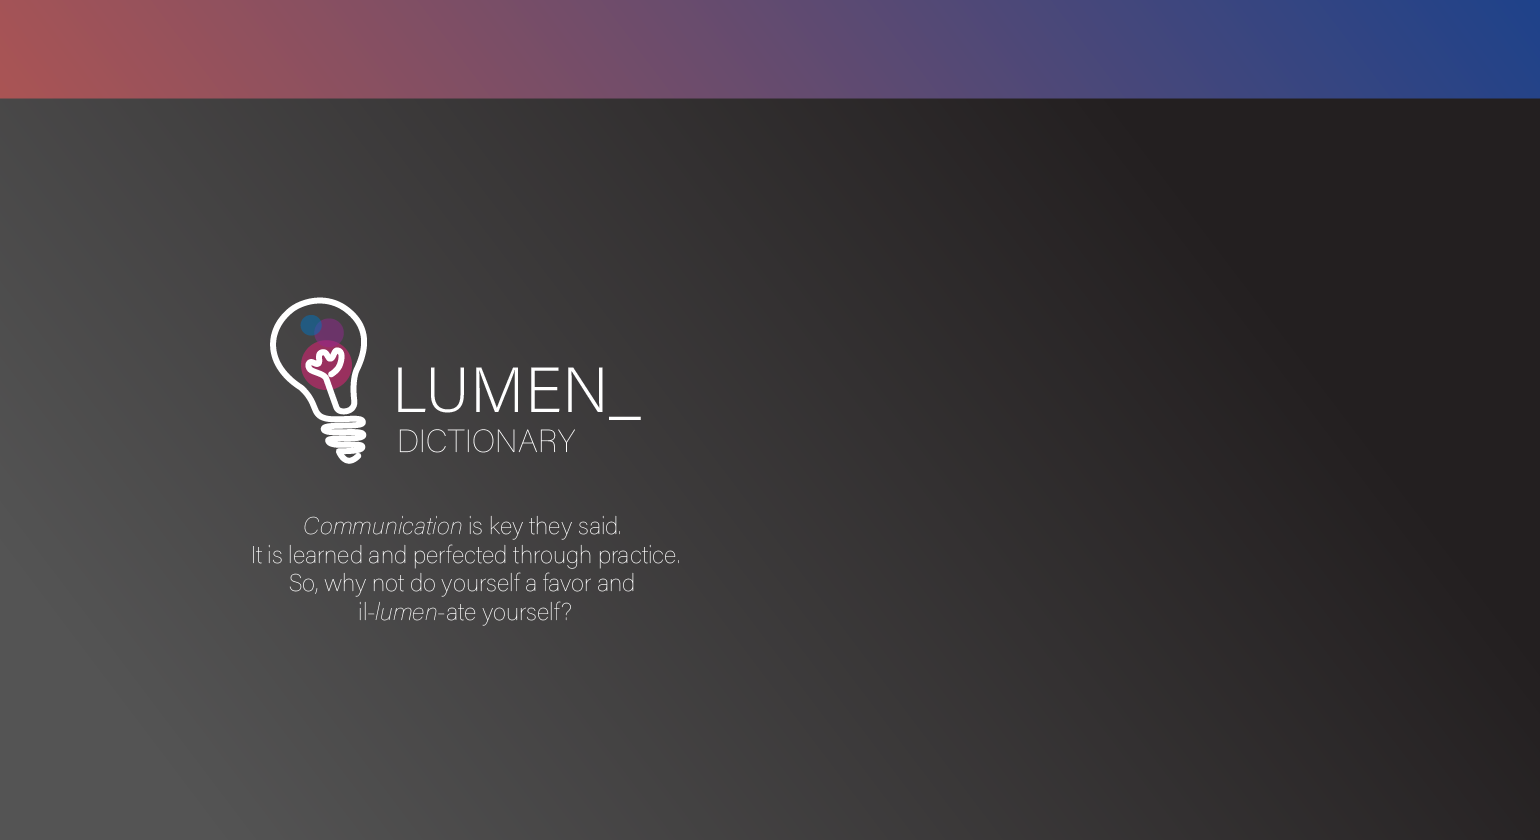 LUMEN_
DICTIONARY
Communication is key they said.
It is learned and perfected through practice.
So, why not do yourself a favor and
il-lumen-ate yourself?